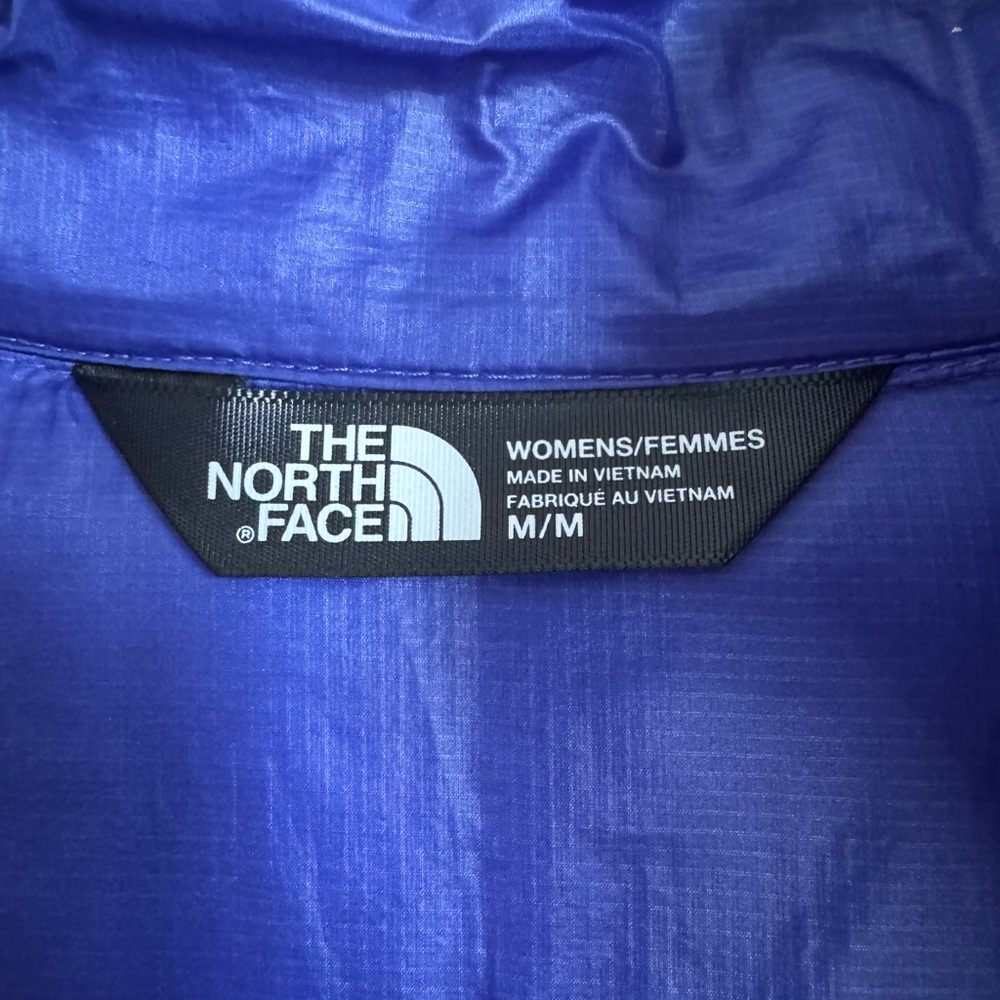 THE
NORTH
®FACE
WOMENS/FEMMES
MADE IN VIETNAM
FABRIQUÉ AU VIETNAM
M/M